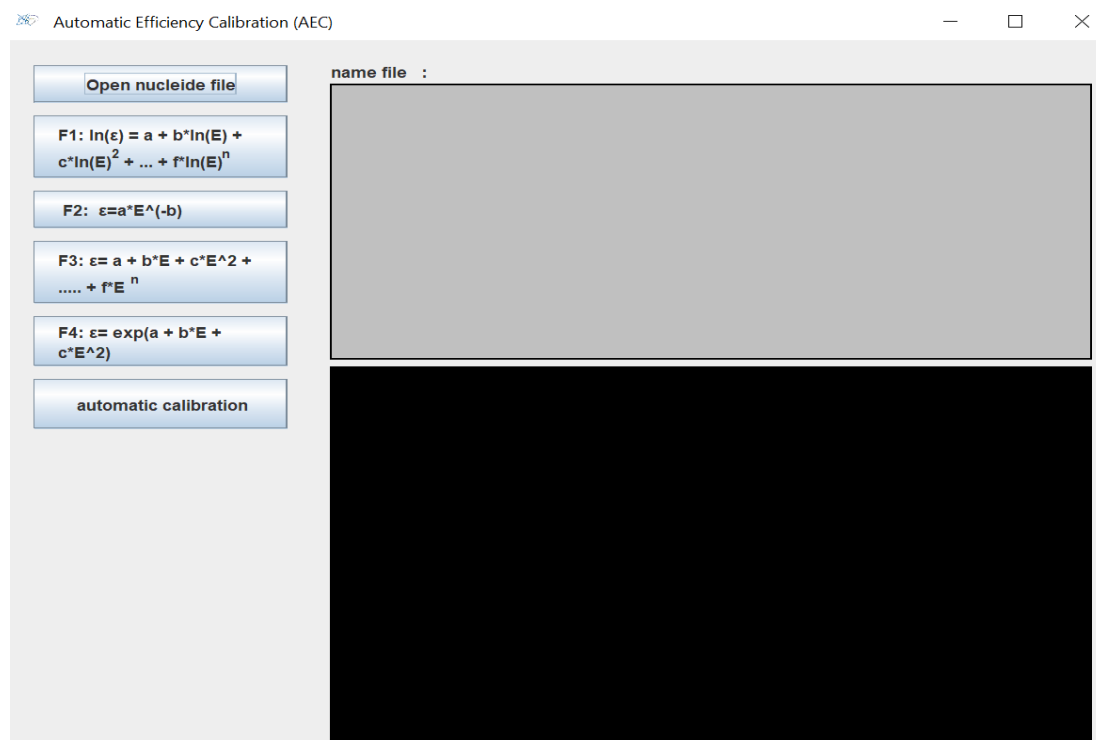 Automatic Efficiency Calibration (AEC)
Open nucleide file
F1: ln(ε) = a + b*ln(E) +
c*ln(E)² + ... + f*ln(E)ⁿ
F2: ε=a*E^(-b)
F3: ε= a + b*E + c*E^2 +
..... + f*E ⁿ
F4: ε= exp(a + b*E +
c*E^2)
automatic calibration
name file :